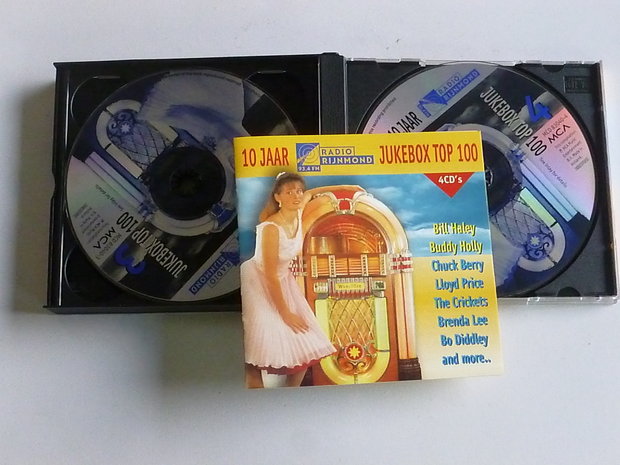 10 JAAR
RADIO
RIJNMOND
93.4 FM
JUKEBOX TOP 100
4CD's
Bill Haley
Buddy Holly
Chuck Berry
Lloyd Price
The Crickets
Brenda Lee
Bo Diddley
and more..
3
JUKEBOX TOP 100
RADIO
RIJNMOND
MCA
4
JUKEBOX TOP 100
10 JAAR
RADIO
RIJNMOND
MCA